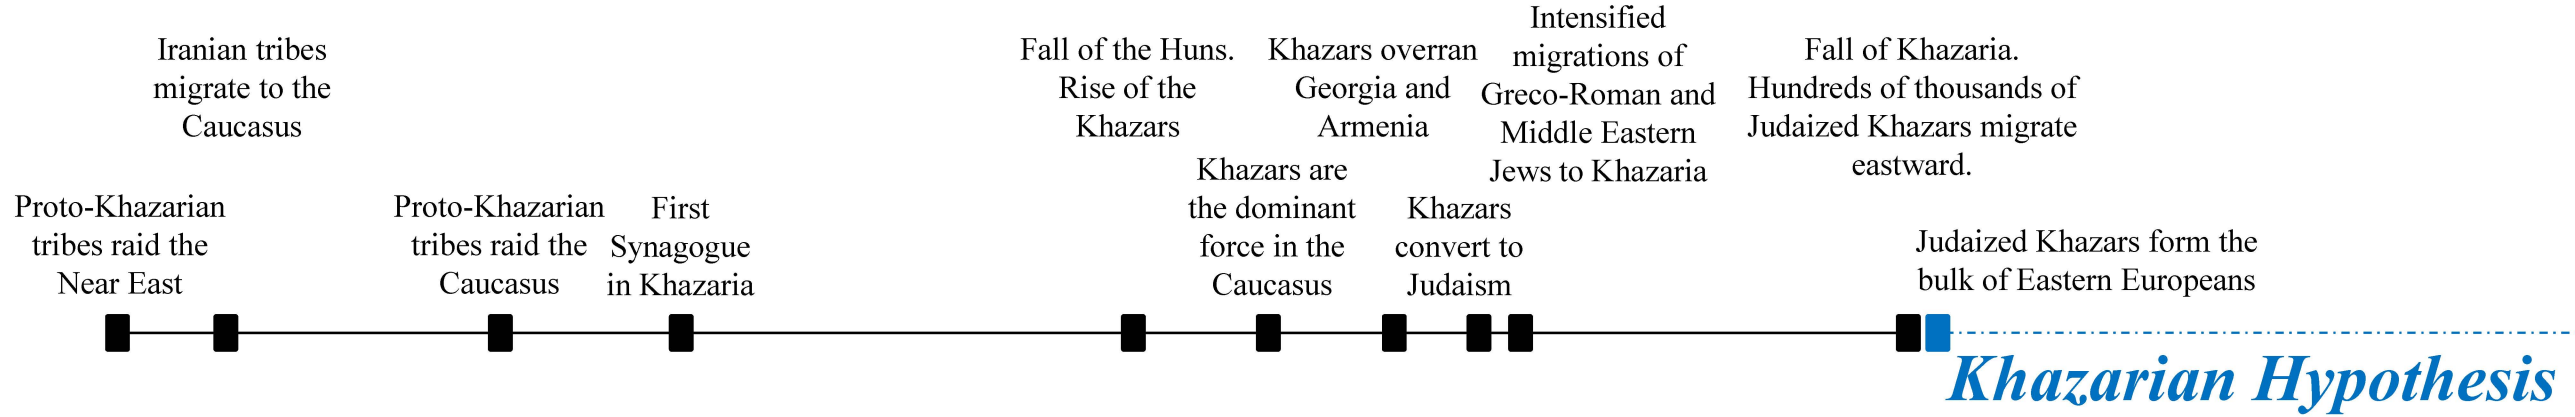 Proto-Khazarian
tribes raid the
Near East
Iranian tribes
migrate to the
Caucasus
Proto-Khazarian
tribes raid the
Caucasus
First
Synagogue
in Khazaria
Fall of the Huns.
Rise of the
Khazars
Khazars are
the dominant
force in the
Caucasus
Khazars overran
Georgia and
Armenia
Khazars
convert to
Judaism
Intensified
migrations of
Greco-Roman and
Middle Eastern
Jews to Khazaria
Fall of Khazaria.
Hundreds of thousands of
Judaized Khazars migrate
eastward.
Judaized Khazars form the
bulk of Eastern Europeans
Khazarian Hypothesis